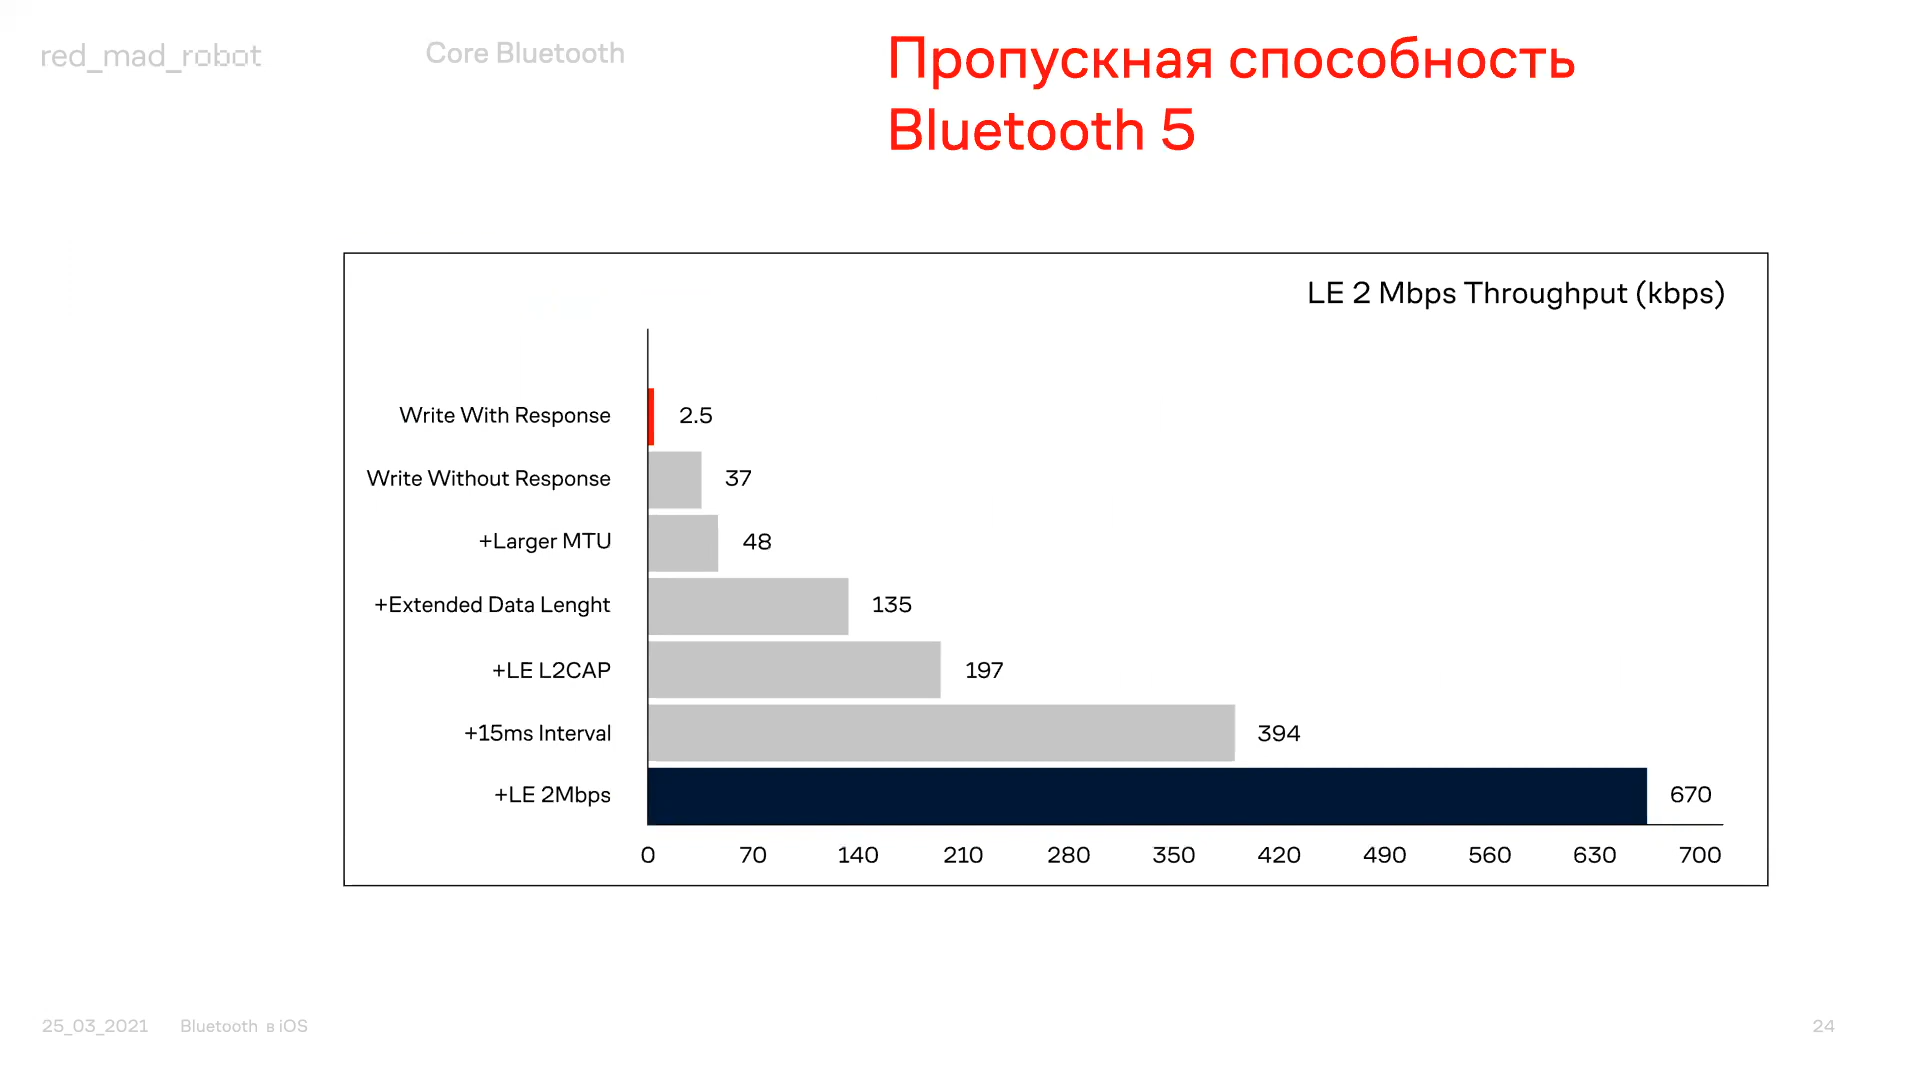 red_mad_robot
Core Bluetooth
Пропускная способность
Bluetooth 5
LE 2 Mbps Throughput (kbps)
Write With Response 2.5
Write Without Response 37
+Larger MTU 48
+Extended Data Lenght 135
+LE L2CAP 197
+15ms Interval 394
+LE 2Mbps 670
0 70 140 210 280 350 420 490 560 630 700
25_03_2021 Bluetooth в iOS 24